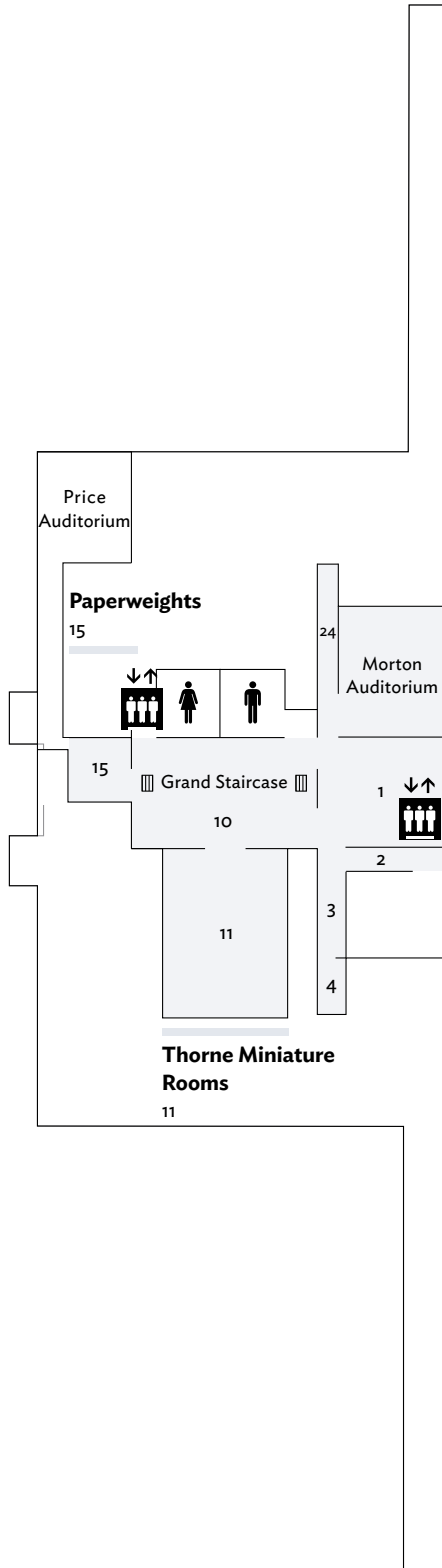 Price
Auditorium
Paperweights
15
24
Morton
Auditorium
15
Grand Staircase
1
10
2
3
11
4
Thorne Miniature
Rooms
11